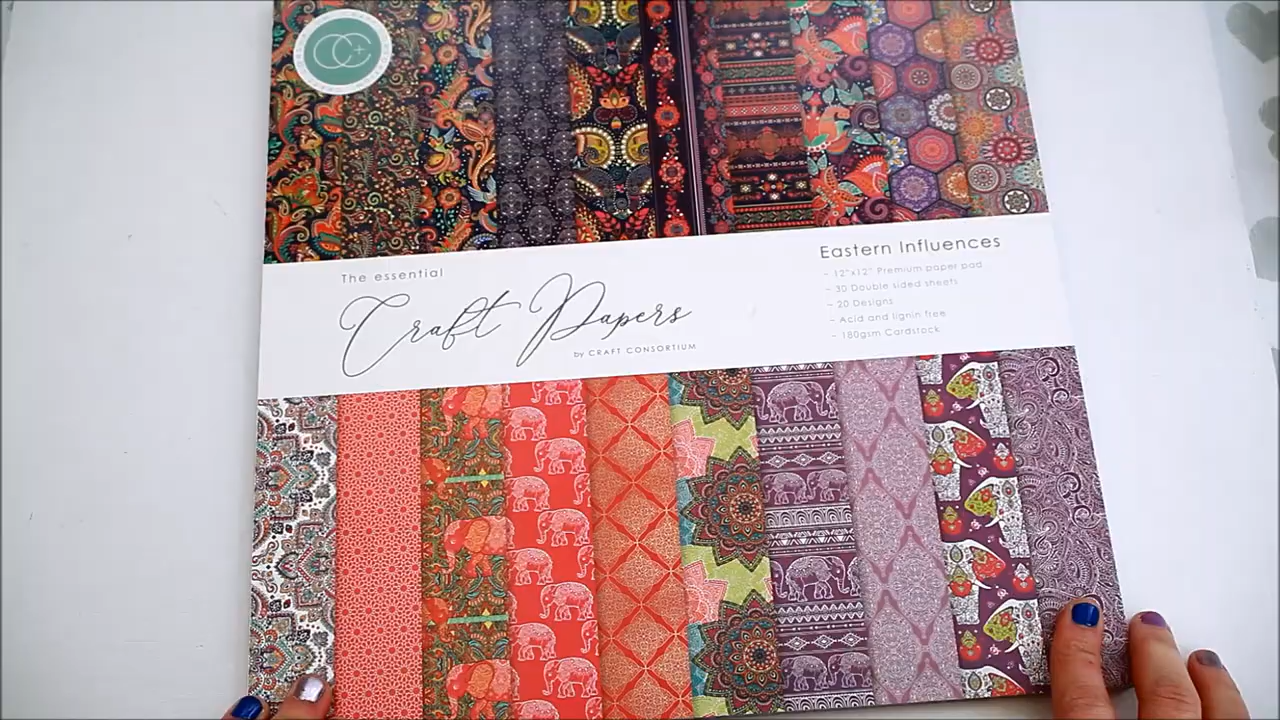 The essential
Craft Papers
by CRAFT CONSORTIUM
Eastern Influences
- 12"x12" Premium paper pad
- 30 Double sided sheets
- 20 Designs
- Acid and lignin free
- 180gsm Cardstock